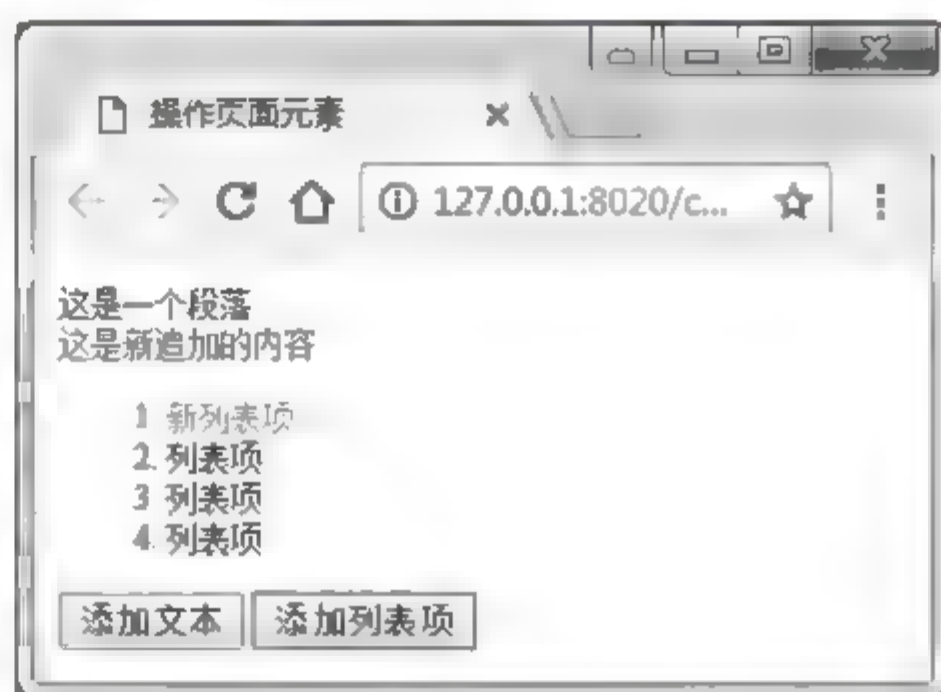 操作页面元素
127.0.0.1:8020/c...
这是一个段落
这是新追加的内容
1 新列表项
2. 列表项
3 列表项
4. 列表项
添加文本 添加列表项